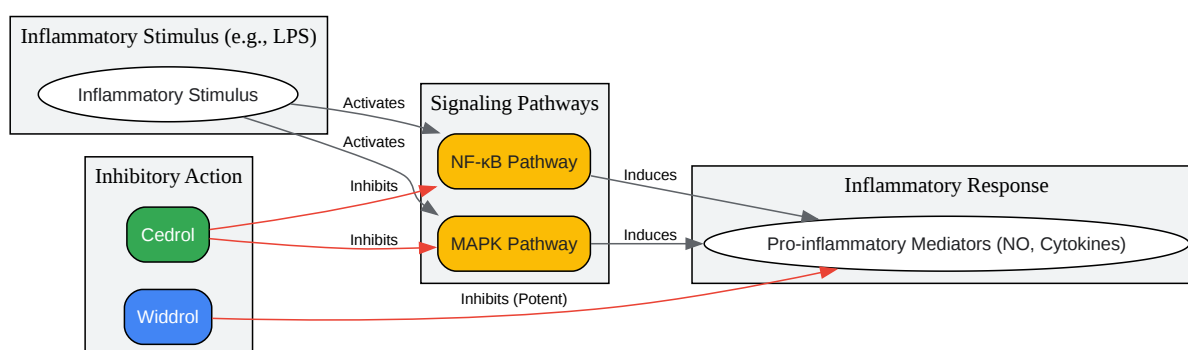 Inflammatory Stimulus (e.g., LPS)
Inflammatory Stimulus
Activates
Activates
Signaling Pathways
NF-κB Pathway
MAPK Pathway
Inhibitory Action
Cedrol
Widdrol
Inhibits
Inhibits
Inhibits (Potent)
Induces
Induces
Inflammatory Response
Pro-inflammatory Mediators (NO, Cytokines)